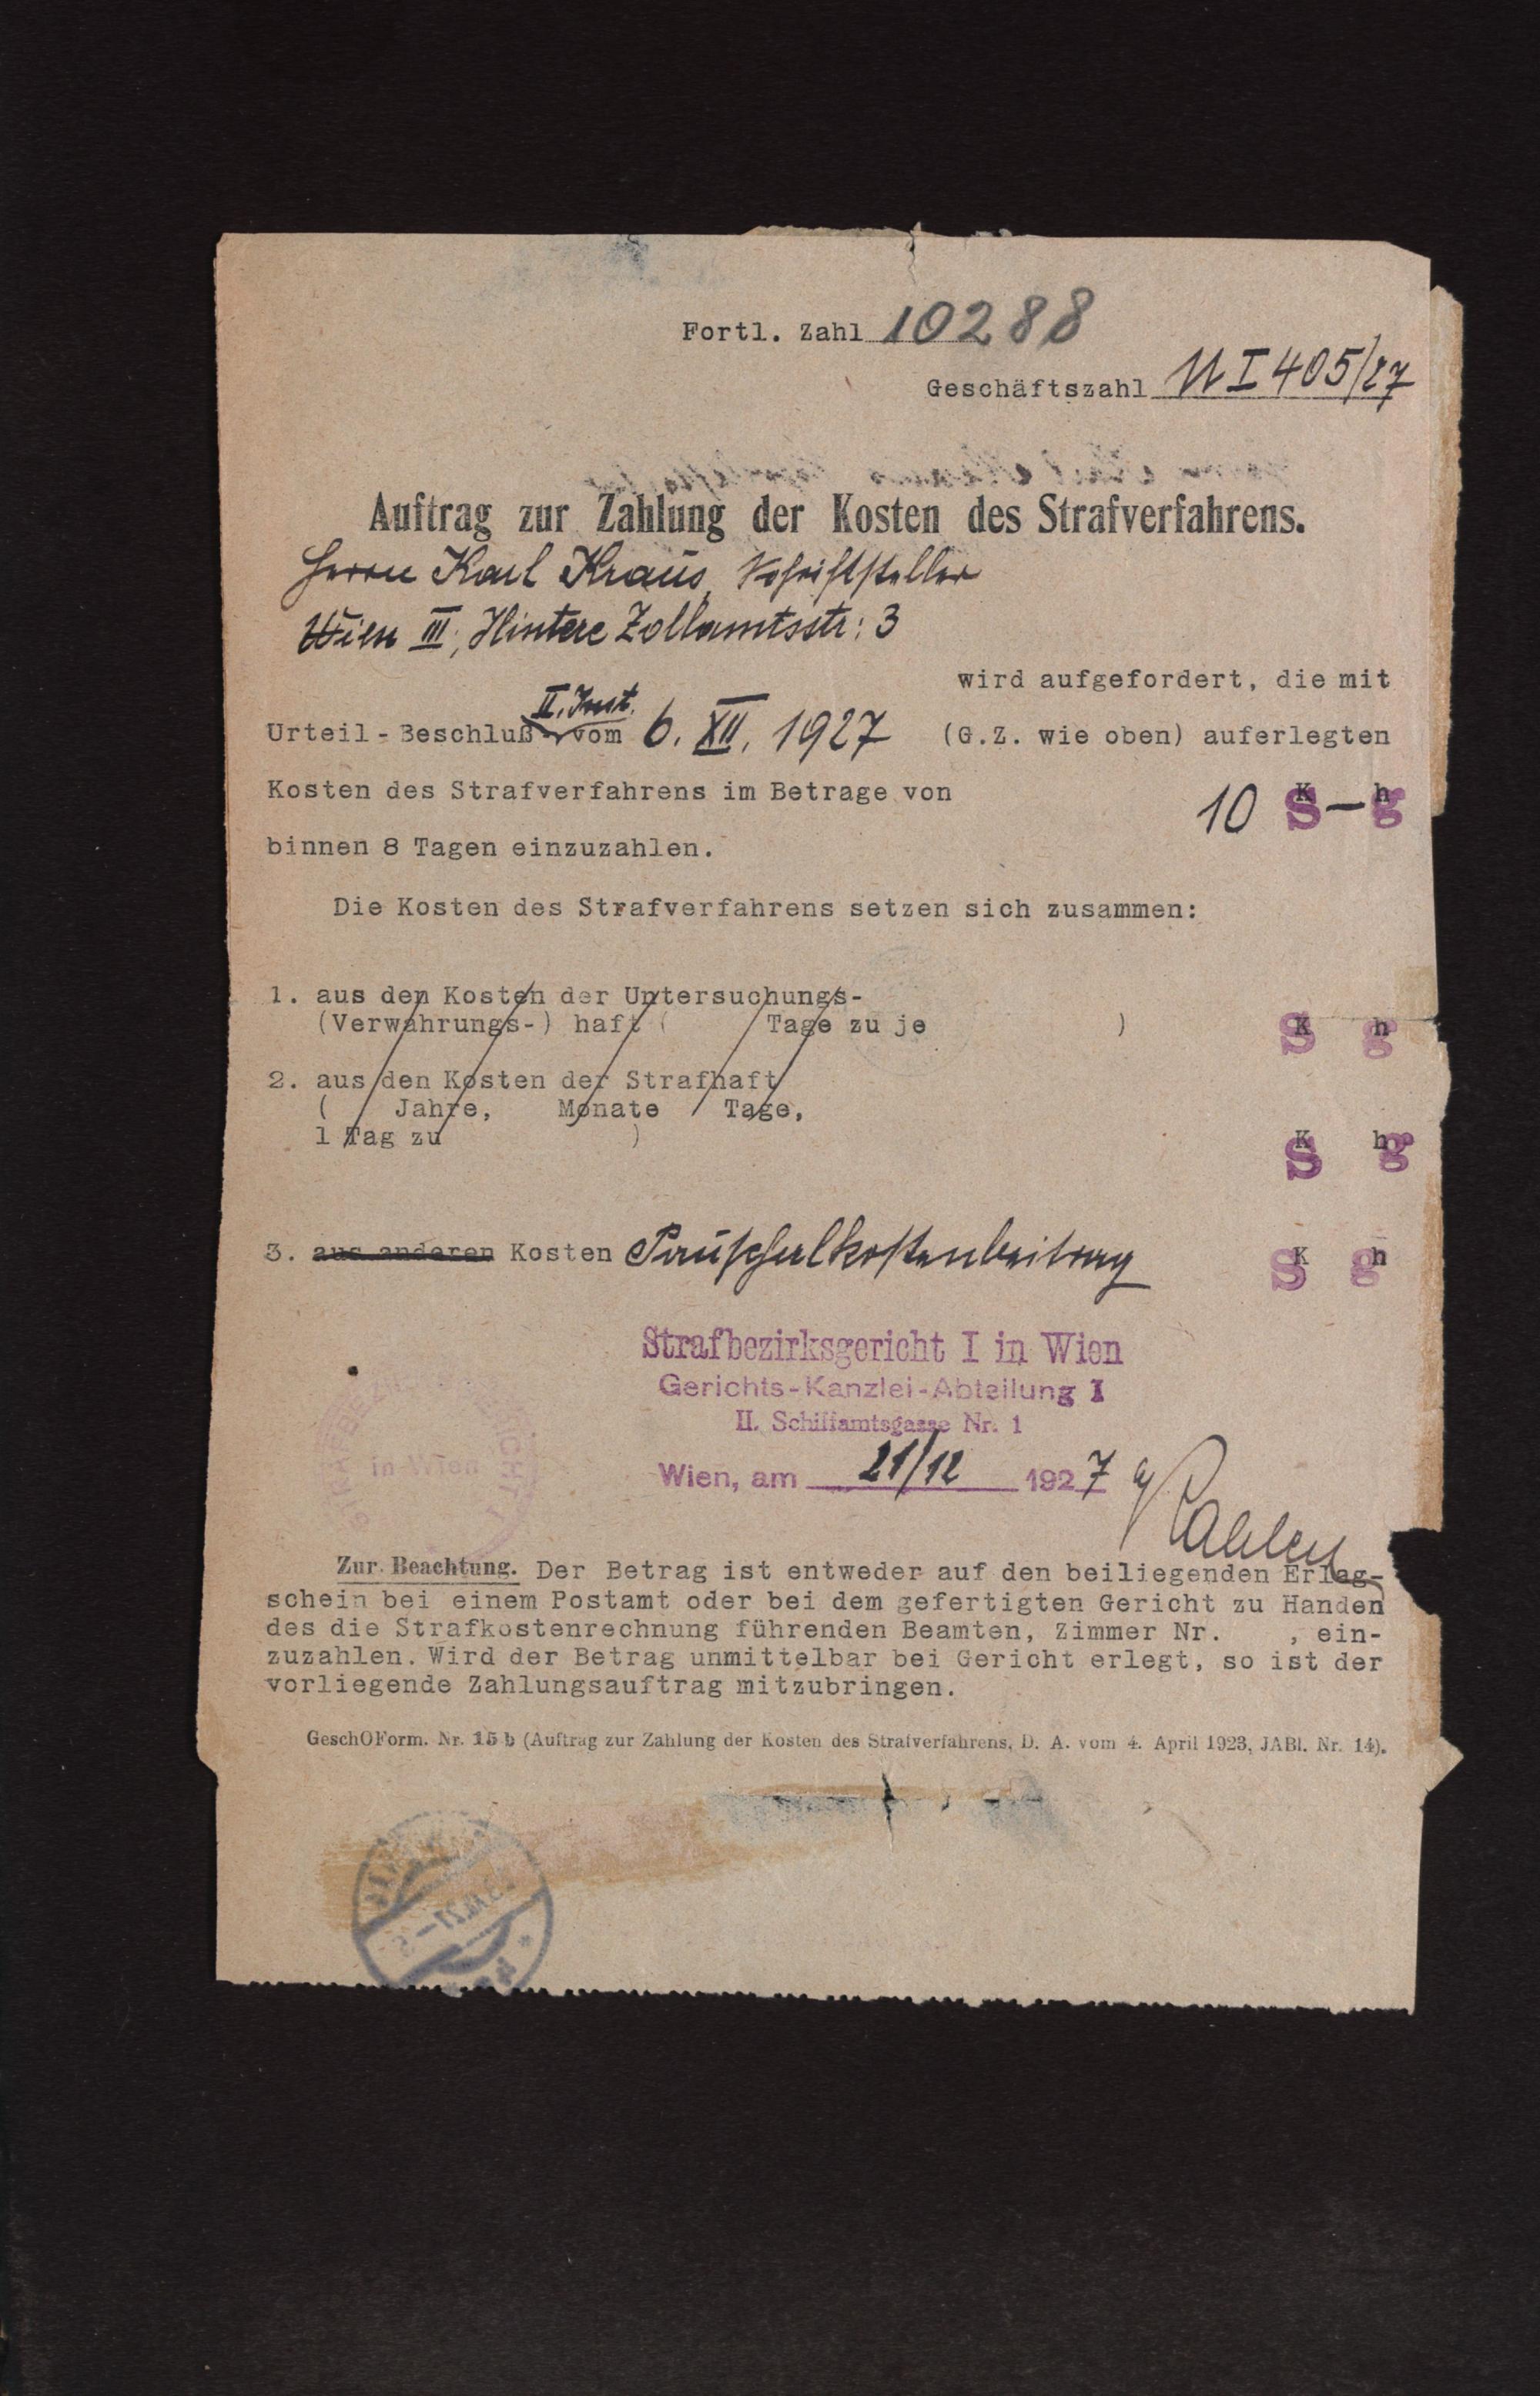 Fortl. Zahl 10288
Geschäftszahl U I 405/27
Auftrag zur Zahlung der Kosten des Strafverfahrens.
Herrn Karl Kraus, Schriftsteller
Wien III, Hintere Zollamtsstr: 3
wird aufgefordert, die mit
II. Inst.
Urteil-Beschluß-vom 6. XII. 1927 (G.Z. wie oben) auferlegten
Kosten des Strafverfahrens im Betrage von 10 S — g
binnen 8 Tagen einzuzahlen.
Die Kosten des Strafverfahrens setzen sich zusammen:
1. aus den Kosten der Untersuchungs-
(Verwahrungs-) haft ( Tage zu je ) S g
2. aus den Kosten der Strafhaft
( Jahre, Monate Tage,
1 Tag zu ) S g
3. aus anderen Kosten Pauschalkostenbeitrag S g
Strafbezirksgericht I in Wien
Gerichts-Kanzlei-Abteilung I
II. Schiffamtsgasse Nr. 1
in Wien
Wien, am 21/12 1927
Zur Beachtung. Der Betrag ist entweder auf den beiliegenden Erlag-
schein bei einem Postamt oder bei dem gefertigten Gericht zu Handen
des die Strafkostenrechnung führenden Beamten, Zimmer Nr. , ein-
zuzahlen. Wird der Betrag unmittelbar bei Gericht erlegt, so ist der
vorliegende Zahlungsauftrag mitzubringen.
GeschOForm. Nr. 15 b (Auftrag zur Zahlung der Kosten des Strafverfahrens, D. A. vom 4. April 1923, JABl. Nr. 14).